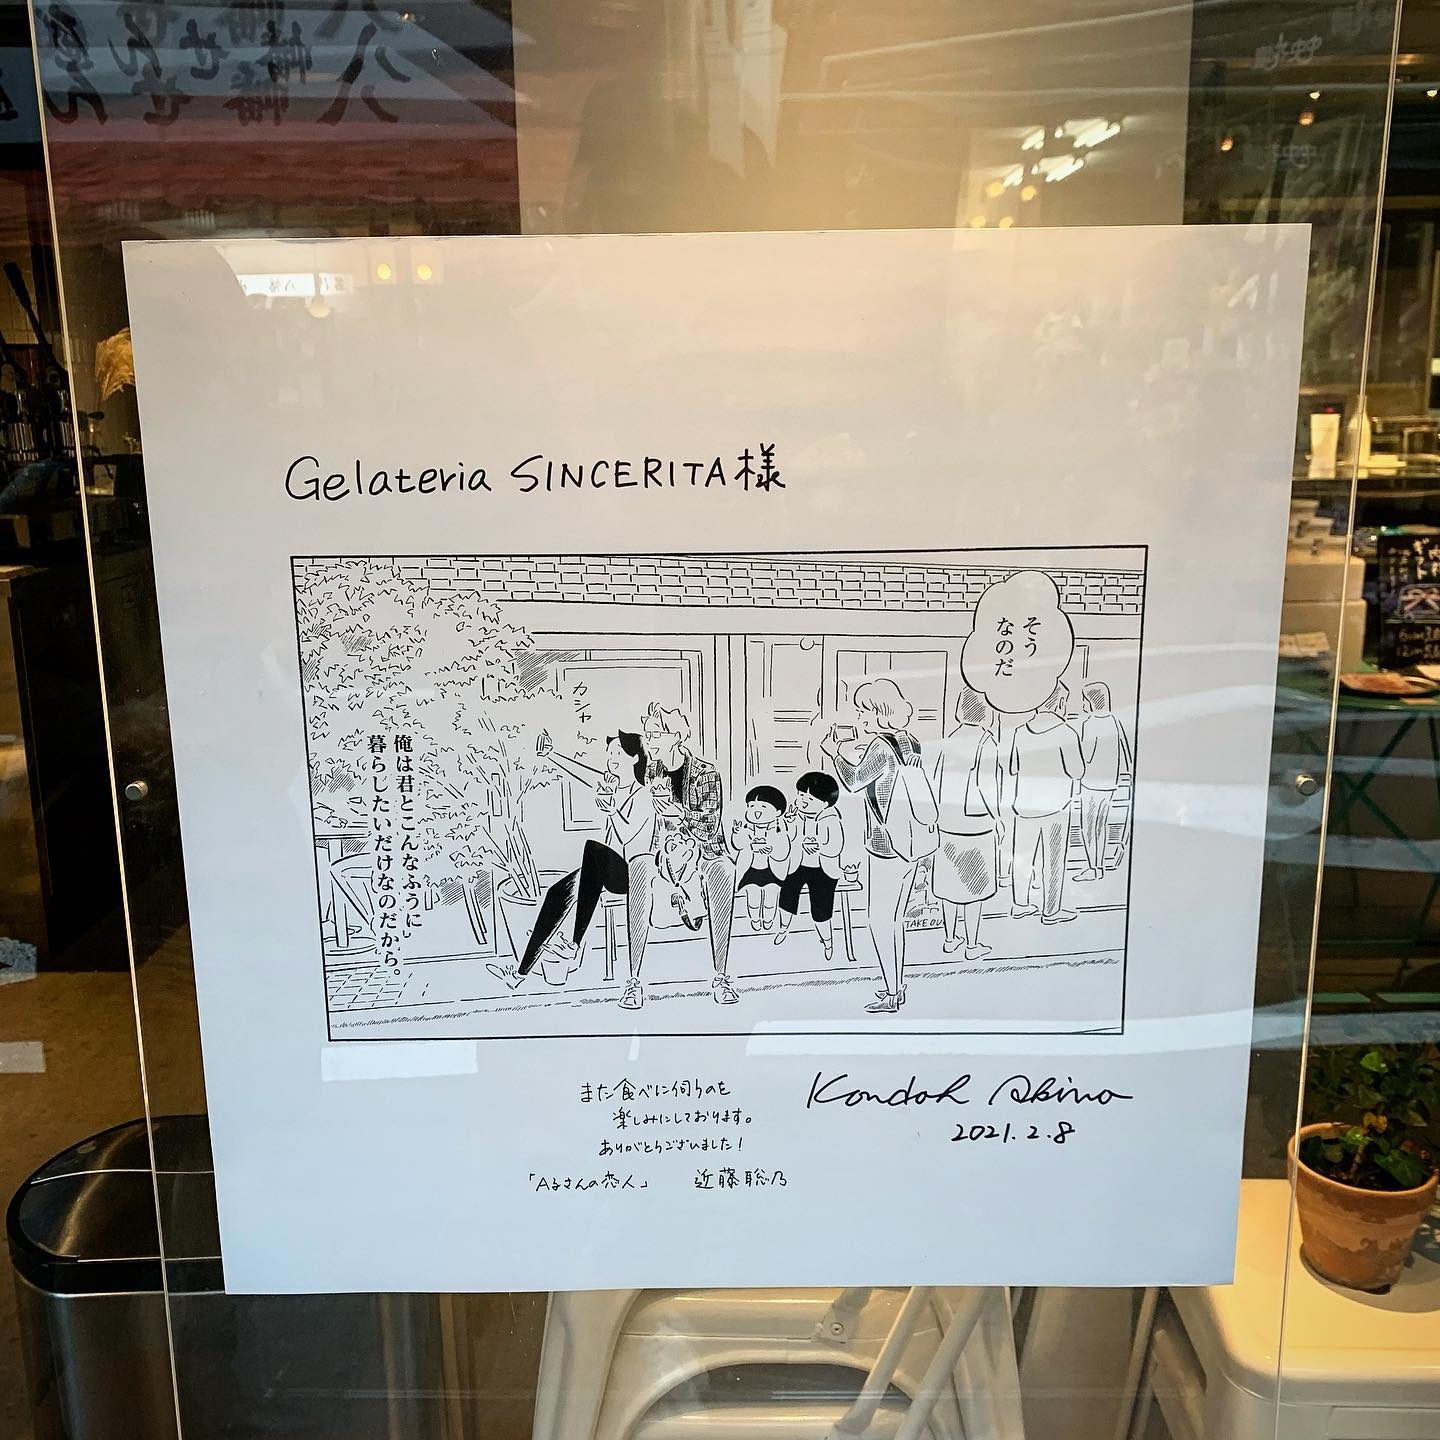 Gelateria SINCERITA様
そう
なのだ
カシャ
俺は君とこんなふうに
暮らしたいだけなのだから。
TAKE OU
また食べに伺うのを
楽しみにしております。
ありがとうございました!
「A子さんの恋人」 近藤聡乃
Kondoh Akino
2021.2.8